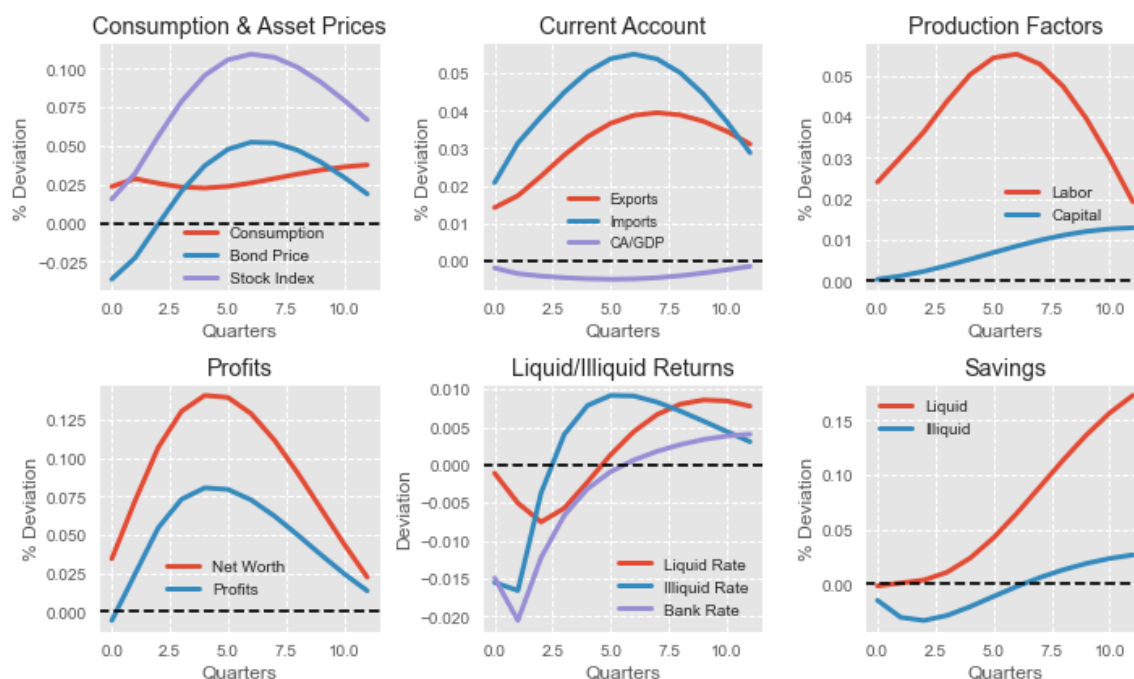 Consumption & Asset Prices
% Deviation
0.100
0.075
0.050
0.025
0.000
−0.025
Consumption
Bond Price
Stock Index
0.0 2.5 5.0 7.5 10.0
Quarters
Current Account
% Deviation
0.05
0.04
0.03
0.02
0.01
0.00
Exports
Imports
CA/GDP
0.0 2.5 5.0 7.5 10.0
Quarters
Production Factors
% Deviation
0.05
0.04
0.03
0.02
0.01
0.00
Labor
Capital
0.0 2.5 5.0 7.5 10.0
Quarters
Profits
% Deviation
0.125
0.100
0.075
0.050
0.025
0.000
Net Worth
Profits
0.0 2.5 5.0 7.5 10.0
Quarters
Liquid/Illiquid Returns
Deviation
0.010
0.005
0.000
−0.005
−0.010
−0.015
−0.020
Liquid Rate
Illiquid Rate
Bank Rate
0.0 2.5 5.0 7.5 10.0
Quarters
Savings
% Deviation
0.15
0.10
0.05
0.00
Liquid
Illiquid
0.0 2.5 5.0 7.5 10.0
Quarters